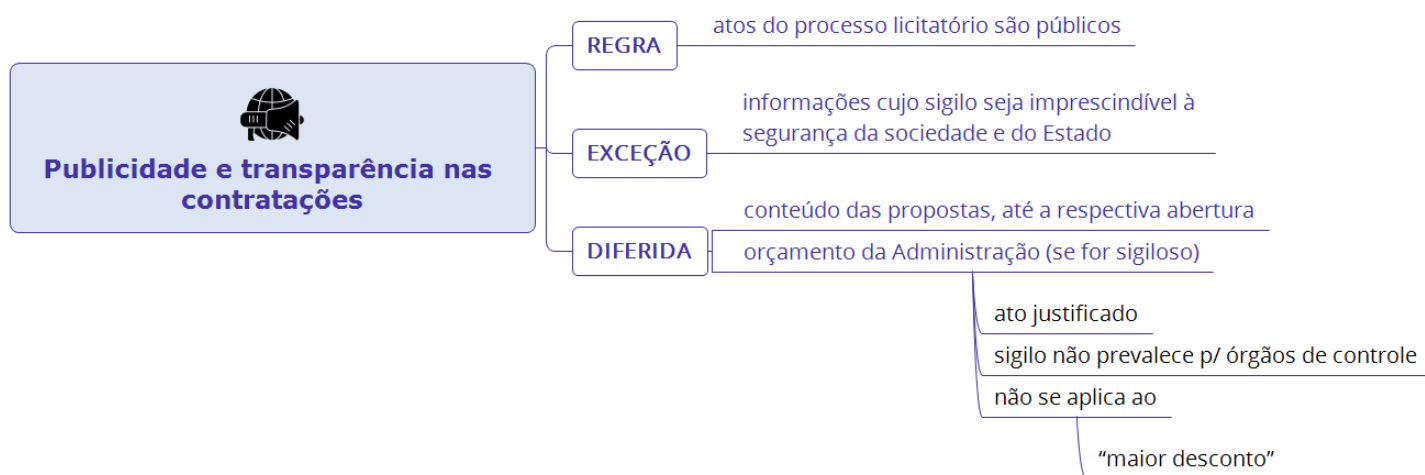 Publicidade e transparência nas
contratações
REGRA
atos do processo licitatório são públicos
EXCEÇÃO
informações cujo sigilo seja imprescindível à
segurança da sociedade e do Estado
DIFERIDA
conteúdo das propostas, até a respectiva abertura
orçamento da Administração (se for sigiloso)
ato justificado
sigilo não prevalece p/ órgãos de controle
não se aplica ao
“maior desconto”